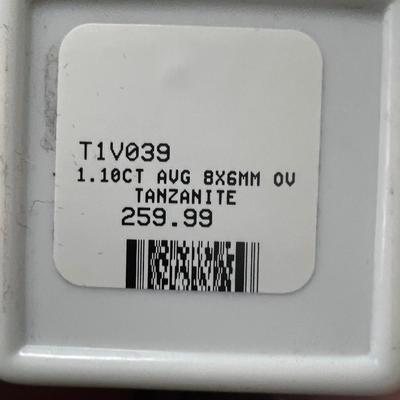 T1V039
1.10CT AVG 8X6MM OV
TANZANITE
259.99